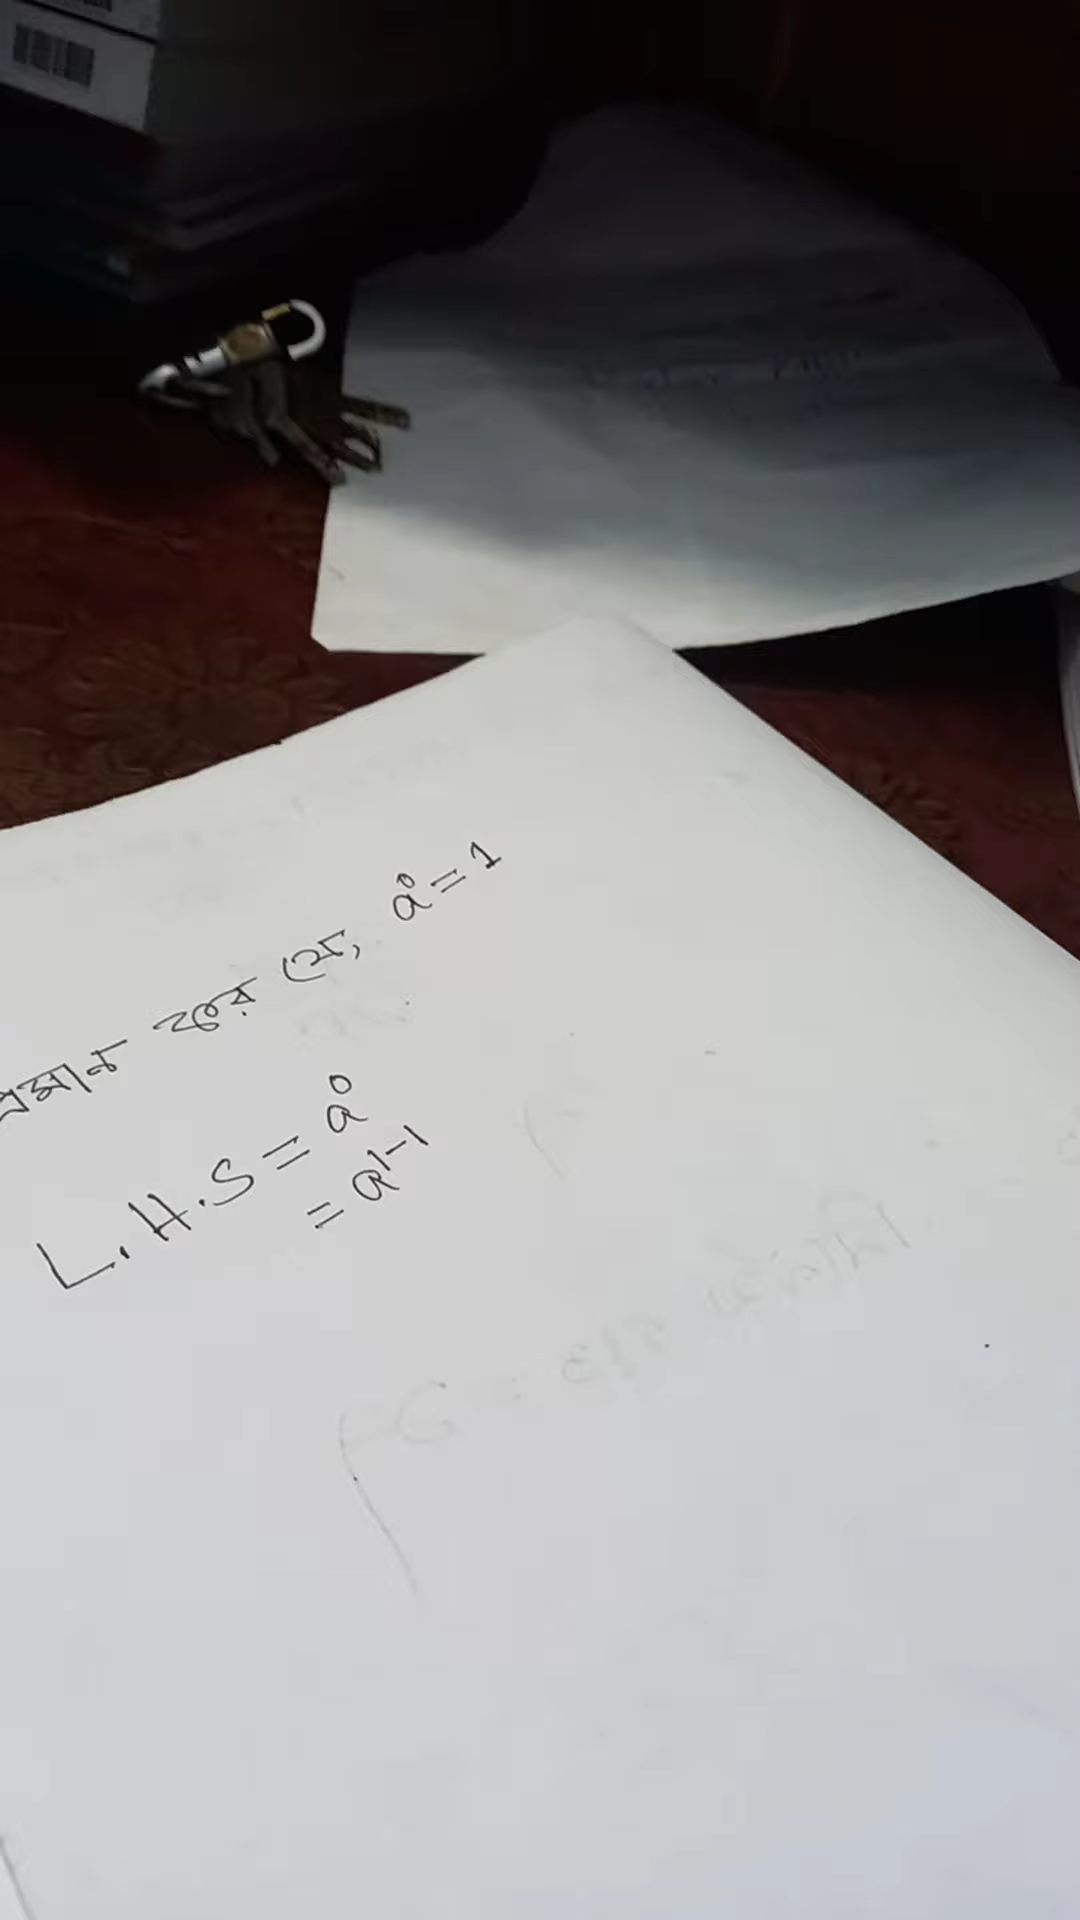 প্রমান কর যে, a⁰ = 1
L.H.S = a⁰
= a¹⁻¹